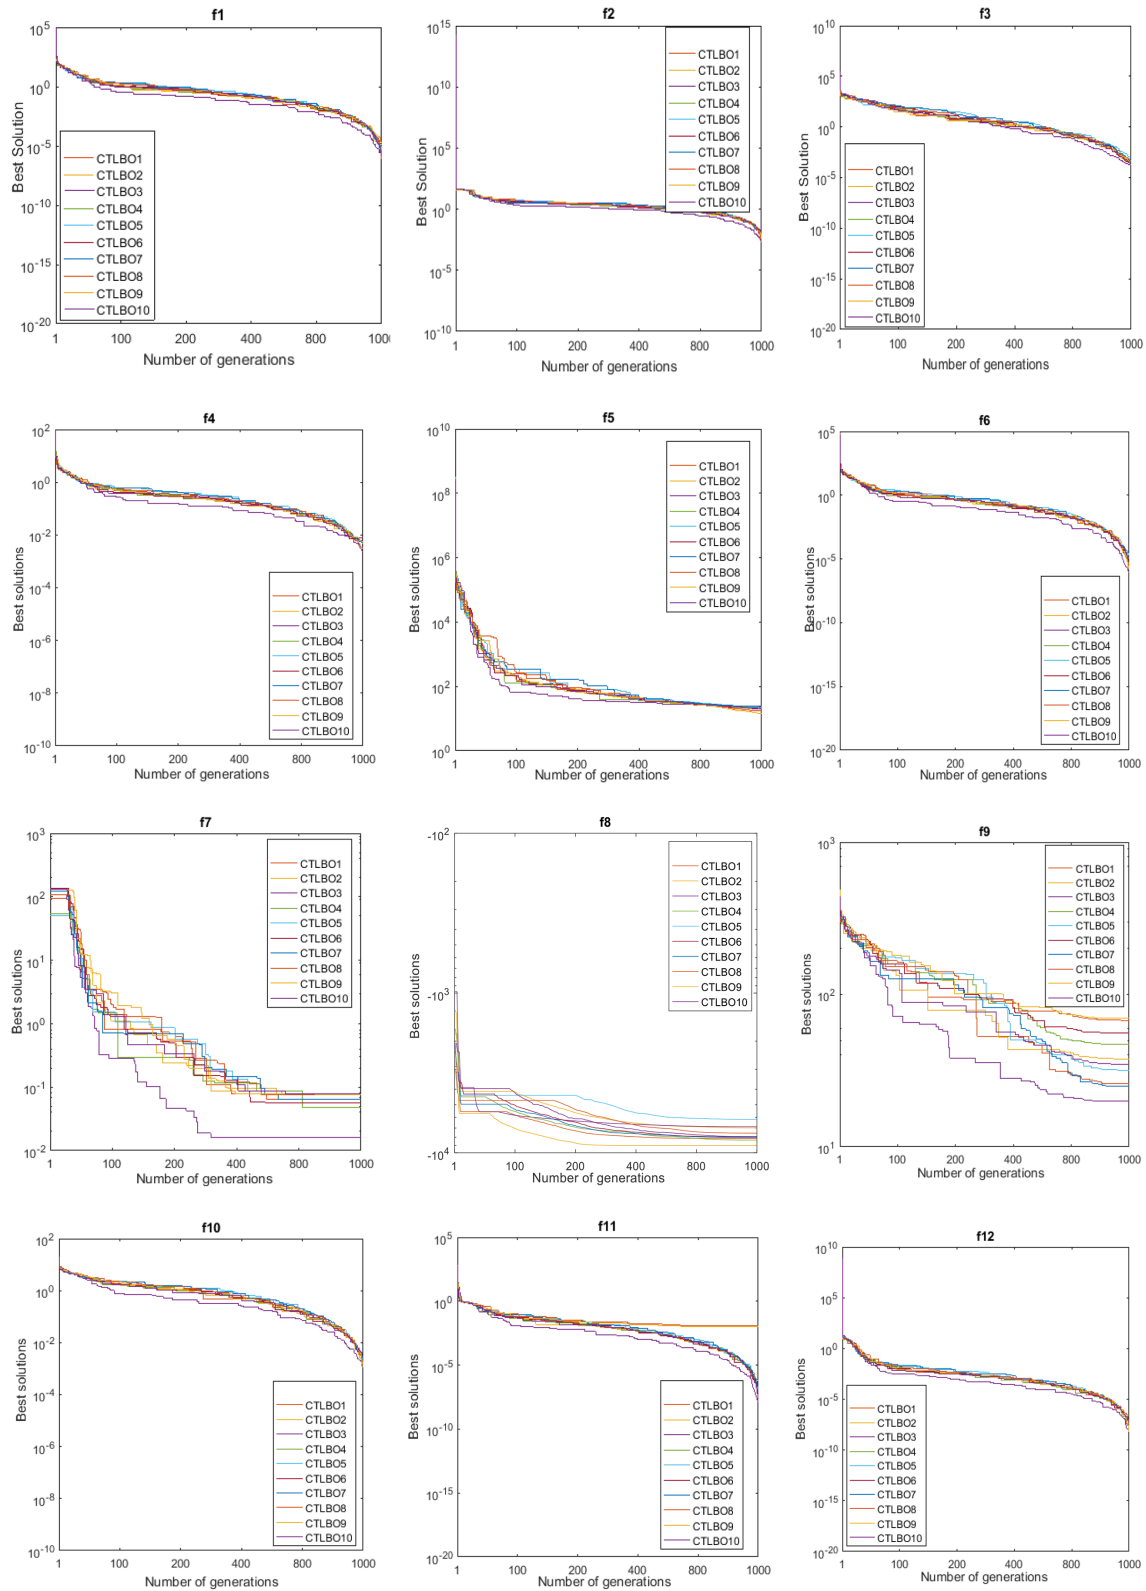 f1
10^5
10^0
10^-5
10^-10
10^-15
10^-20
Best Solution
CTLBO1
CTLBO2
CTLBO3
CTLBO4
CTLBO5
CTLBO6
CTLBO7
CTLBO8
CTLBO9
CTLBO10
1 100 200 400 800 100
Number of generations
f2
10^15
10^10
10^5
10^0
10^-5
10^-10
Best Solution
CTLBO1
CTLBO2
CTLBO3
CTLBO4
CTLBO5
CTLBO6
CTLBO7
CTLBO8
CTLBO9
CTLBO10
1 100 200 400 800 1000
Number of generations
f3
10^10
10^5
10^0
10^-5
10^-10
10^-15
10^-20
Best Solution
CTLBO1
CTLBO2
CTLBO3
CTLBO4
CTLBO5
CTLBO6
CTLBO7
CTLBO8
CTLBO9
CTLBO10
1 100 200 400 800 1000
Number of generations
f4
10^2
10^0
10^-2
10^-4
10^-6
10^-8
10^-10
Best solutions
CTLBO1
CTLBO2
CTLBO3
CTLBO4
CTLBO5
CTLBO6
CTLBO7
CTLBO8
CTLBO9
CTLBO10
1 100 200 400 800 1000
Number of generations
f5
10^10
10^8
10^6
10^4
10^2
10^0
Best solutions
CTLBO1
CTLBO2
CTLBO3
CTLBO4
CTLBO5
CTLBO6
CTLBO7
CTLBO8
CTLBO9
CTLBO10
1 100 200 400 800 1000
Number of generations
f6
10^5
10^0
10^-5
10^-10
10^-15
10^-20
Best solutions
CTLBO1
CTLBO2
CTLBO3
CTLBO4
CTLBO5
CTLBO6
CTLBO7
CTLBO8
CTLBO9
CTLBO10
1 100 200 400 800 1000
Number of generations
f7
10^3
10^2
10^1
10^0
10^-1
10^-2
Best solutions
CTLBO1
CTLBO2
CTLBO3
CTLBO4
CTLBO5
CTLBO6
CTLBO7
CTLBO8
CTLBO9
CTLBO10
1 100 200 400 800 1000
Number of generations
f8
-10^2
-10^3
-10^4
Best solutions
CTLBO1
CTLBO2
CTLBO3
CTLBO4
CTLBO5
CTLBO6
CTLBO7
CTLBO8
CTLBO9
CTLBO10
1 100 200 400 800 1000
Number of generations
f9
10^3
10^2
10^1
Best solutions
CTLBO1
CTLBO2
CTLBO3
CTLBO4
CTLBO5
CTLBO6
CTLBO7
CTLBO8
CTLBO9
CTLBO10
1 100 200 400 800 1000
Number of generations
f10
10^2
10^0
10^-2
10^-4
10^-6
10^-8
10^-10
Best solutions
CTLBO1
CTLBO2
CTLBO3
CTLBO4
CTLBO5
CTLBO6
CTLBO7
CTLBO8
CTLBO9
CTLBO10
1 100 200 400 800 1000
Number of generations
f11
10^5
10^0
10^-5
10^-10
10^-15
10^-20
Best solutions
CTLBO1
CTLBO2
CTLBO3
CTLBO4
CTLBO5
CTLBO6
CTLBO7
CTLBO8
CTLBO9
CTLBO10
1 100 200 400 800 1000
Number of generations
f12
10^10
10^5
10^0
10^-5
10^-10
10^-15
10^-20
Best solutions
CTLBO1
CTLBO2
CTLBO3
CTLBO4
CTLBO5
CTLBO6
CTLBO7
CTLBO8
CTLBO9
CTLBO10
1 100 200 400 800 1000
Number of generations